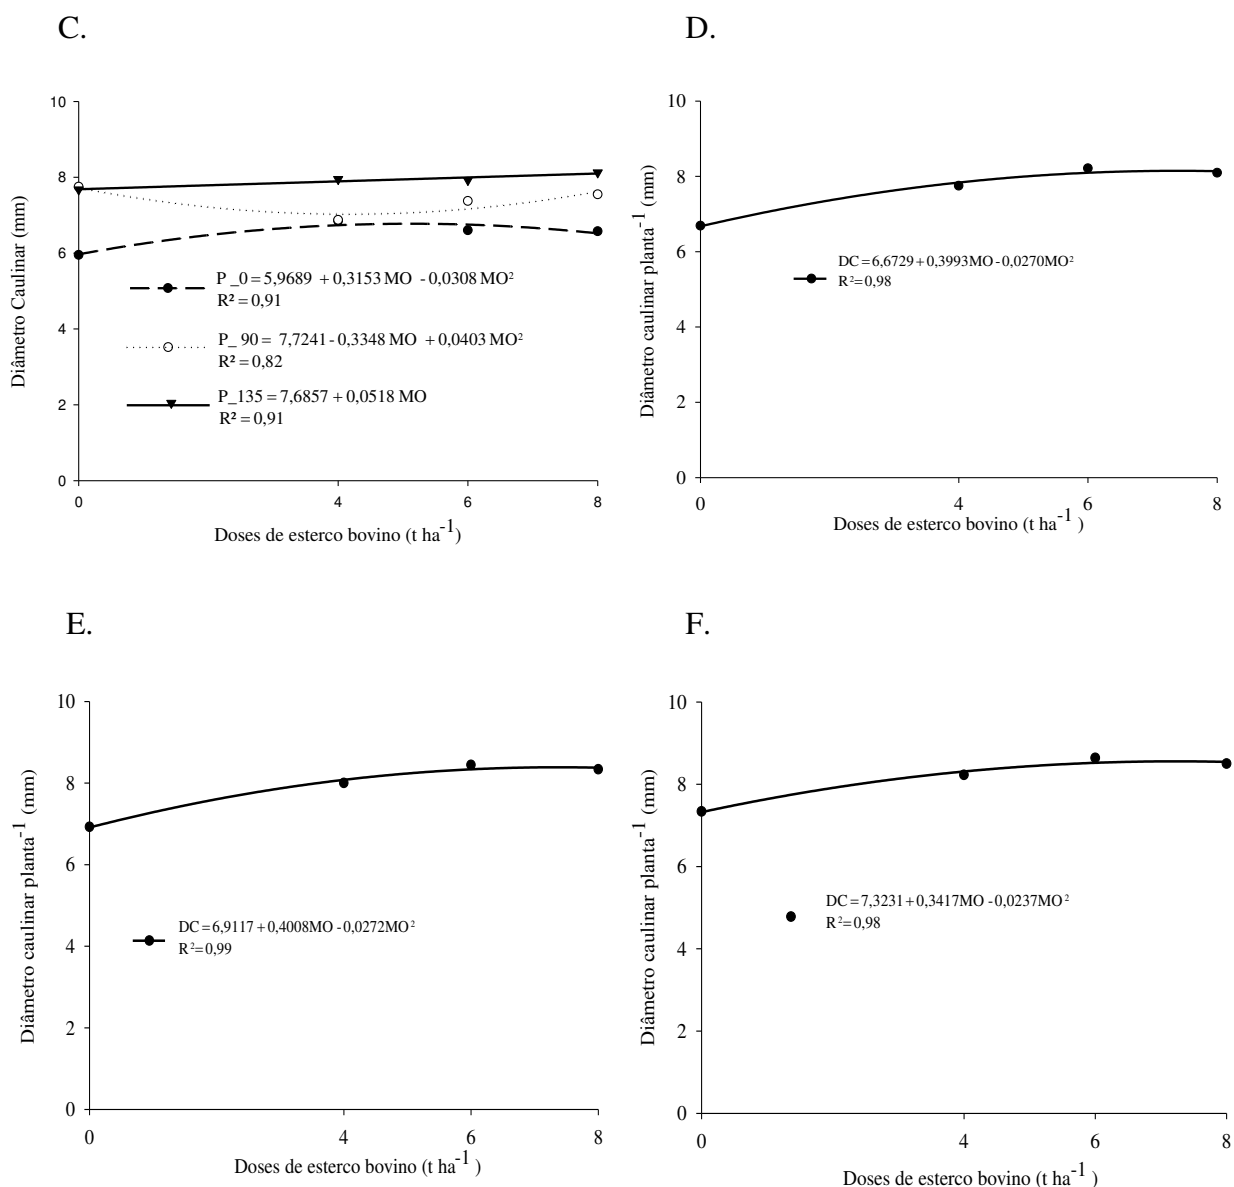 C.
Diâmetro Caulinar (mm)
10
8
6
4
2
0
P_0=5,9689 +0,3153 MO -0,0308 MO²
R²=0,91
P_ 90= 7,7241-0,3348 MO +0,0403 MO²
R²=0,82
P_135=7,6857+0,0518 MO
R²=0,91
0 4 6 8
Doses de esterco bovino (t ha-1)
D.
Diâmetro caulinar planta-1 (mm)
10
8
6
4
2
0
DC=6,6729+0,3993MO-0,0270MO²
R²=0,98
0 4 6 8
Doses de esterco bovino (t ha-1 )
E.
Diâmetro caulinar planta-1 (mm)
10
8
6
4
2
0
DC=6,9117+0,4008MO-0,0272MO²
R²=0,99
0 4 6 8
Doses de esterco bovino (t ha-1 )
F.
Diâmetro caulinar planta-1 (mm)
10
8
6
4
2
0
DC=7,3231+0,3417MO-0,0237MO²
R²=0,98
0 4 6 8
Doses de esterco bovino (t ha-1 )